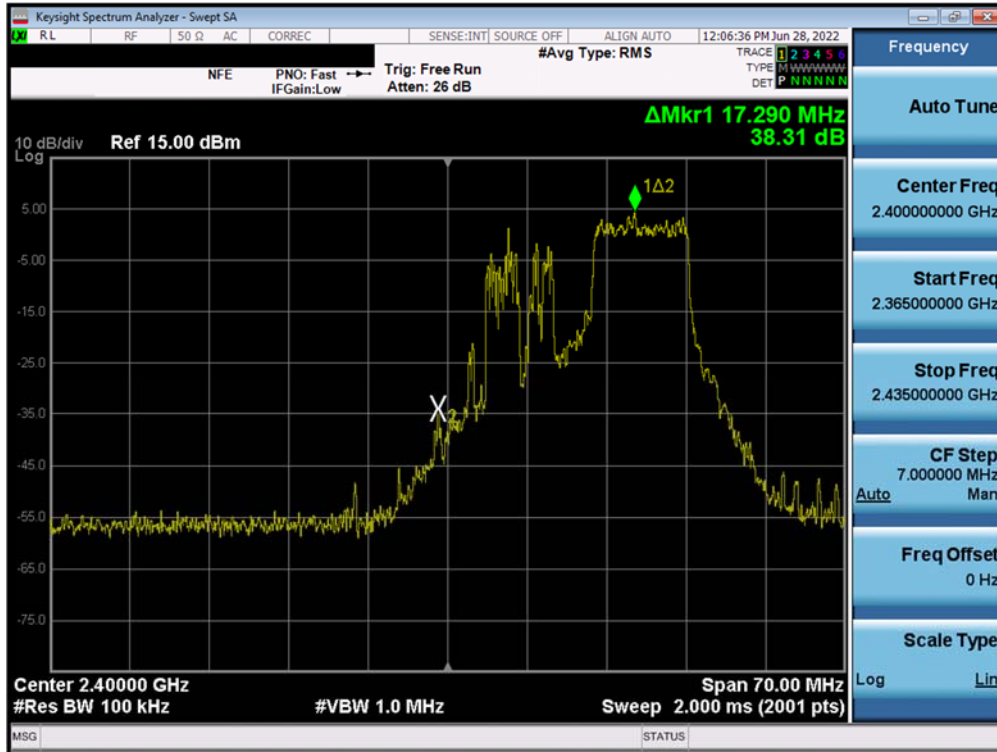 Keysight Spectrum Analyzer - Swept SA
LXI RL RF 50 Ω AC CORREC SENSE:INT SOURCE OFF ALIGN AUTO 12:06:36 PM Jun 28, 2022
#Avg Type: RMS TRACE 1 2 3 4 5 6
NFE PNO: Fast Trig: Free Run TYPE M WWWWW
IFGain:Low Atten: 26 dB DET P N N N N N
ΔMkr1 17.290 MHz
38.31 dB
10 dB/div Ref 15.00 dBm
Log
1Δ2
5.00
-5.00
-15.0
-25.0
-35.0
X2
-45.0
-55.0
-65.0
-75.0
Center 2.40000 GHz Span 70.00 MHz
#Res BW 100 kHz #VBW 1.0 MHz Sweep 2.000 ms (2001 pts)
MSG STATUS
Frequency
Auto Tune
Center Freq
2.400000000 GHz
Start Freq
2.365000000 GHz
Stop Freq
2.435000000 GHz
CF Step
7.000000 MHz
Auto Man
Freq Offset
0 Hz
Scale Type
Log Lin